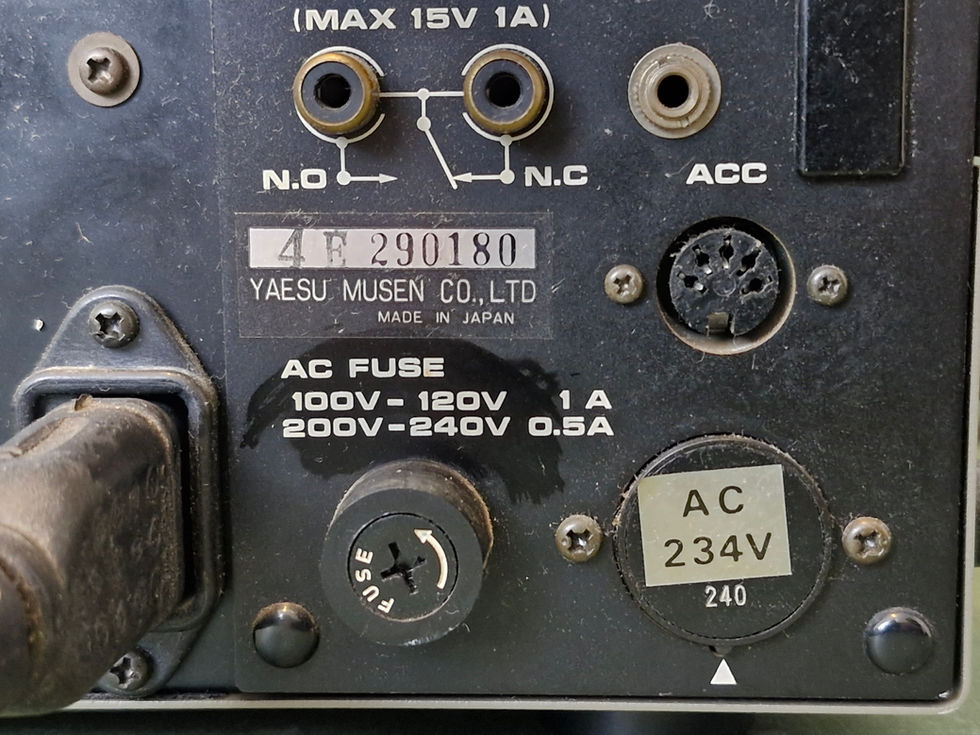 (MAX 15V 1A)
N.O
N.C
ACC
4E 290180
YAESU MUSEN CO.,LTD
MADE IN JAPAN
AC FUSE
100V- 120V 1 A
200V-240V 0.5A
FUSE
AC
234V
240